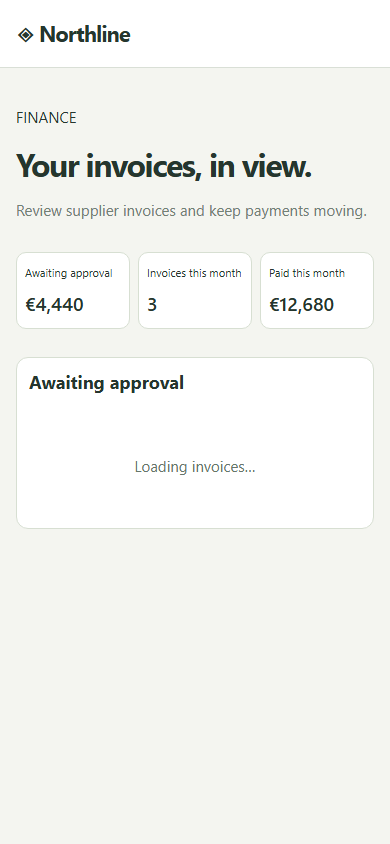 Northline
FINANCE
Your invoices, in view.
Review supplier invoices and keep payments moving.
Awaiting approval
€4,440
Invoices this month
3
Paid this month
€12,680
Awaiting approval
Loading invoices...